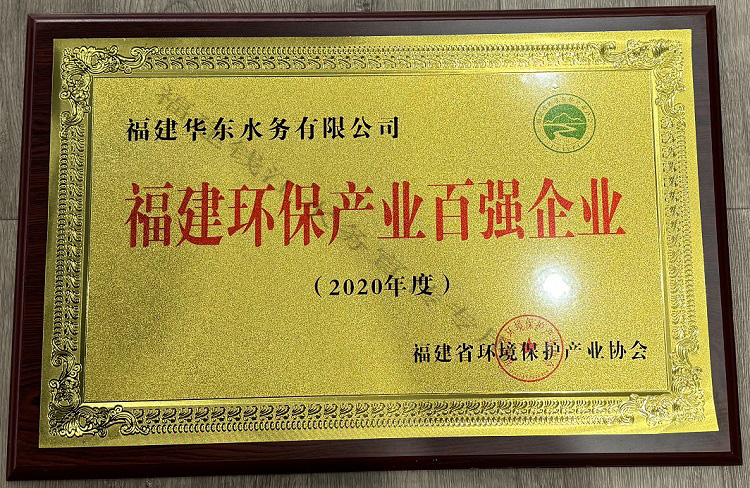 福建华东水务有限公司
福建环保产业百强企业
（2020年度）
福建省环境保护产业协会